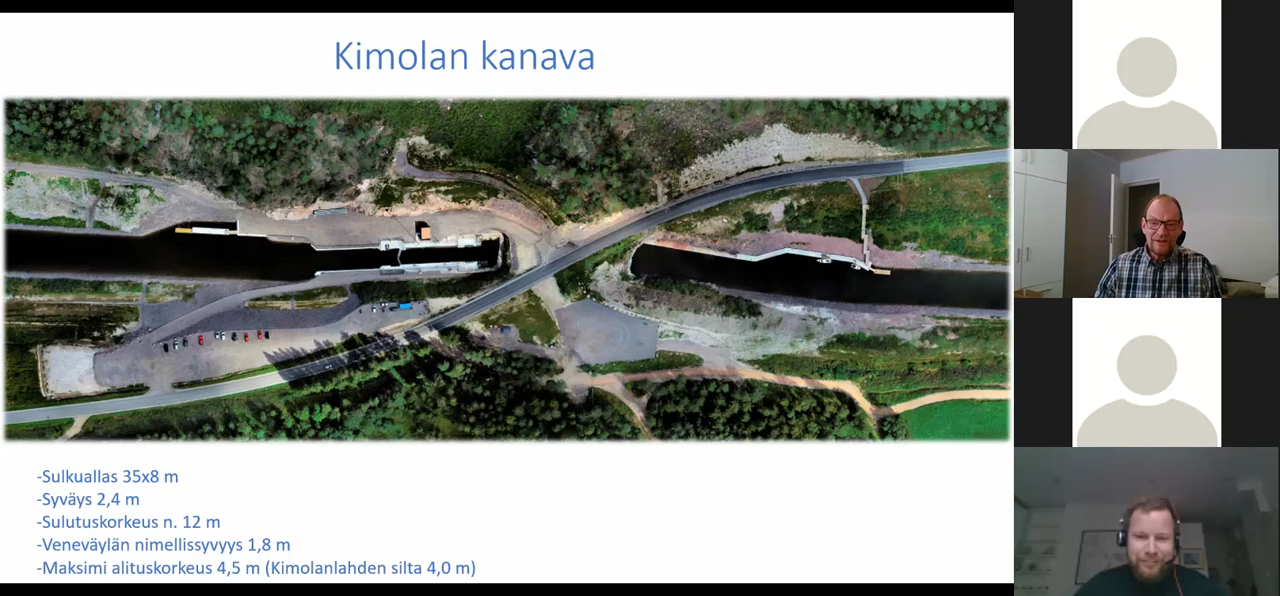 Kimolan kanava
-Sulkuallas 35x8 m
-Syväys 2,4 m
-Sulutuskorkeus n. 12 m
-Veneväylän nimellissyvyys 1,8 m
-Maksimi alituskorkeus 4,5 m (Kimolanlahden silta 4,0 m)